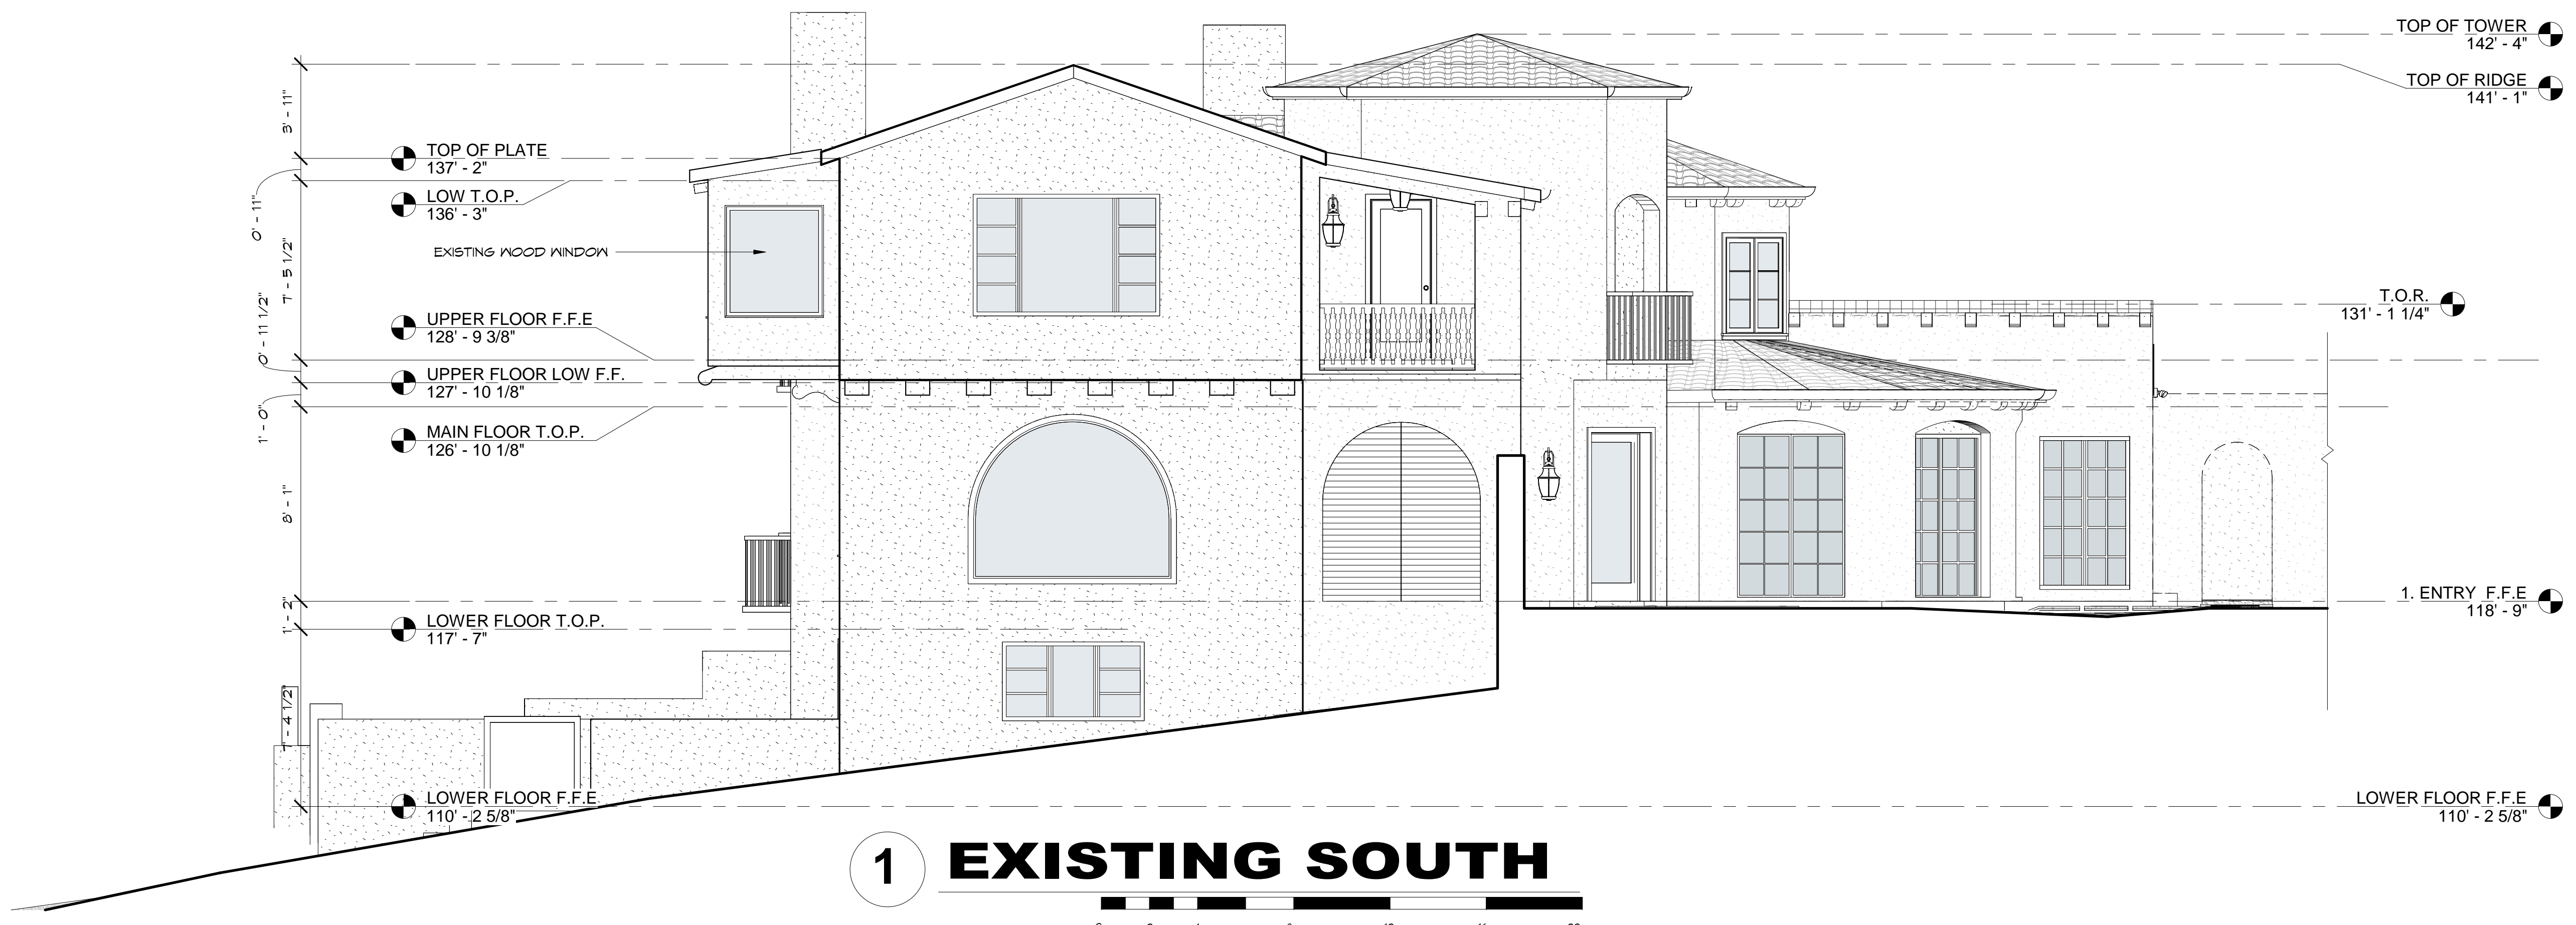 TOP OF TOWER
142' - 4"
TOP OF RIDGE
141' - 1"
3' - 11"
TOP OF PLATE
137' - 2"
LOW T.O.P.
136' - 3"
0' - 11"
EXISTING WOOD WINDOW
7' - 5 1/2"
T.O.R.
131' - 1 1/4"
UPPER FLOOR F.F.E
128' - 9 3/8"
0' - 11 1/2"
UPPER FLOOR LOW F.F.
127' - 10 1/8"
1' - 0"
MAIN FLOOR T.O.P.
126' - 10 1/8"
8' - 1"
1. ENTRY F.F.E
118' - 9"
1' - 2"
LOWER FLOOR T.O.P.
117' - 7"
7' - 4 1/2"
LOWER FLOOR F.F.E
110' - 2 5/8"
LOWER FLOOR F.F.E
110' - 2 5/8"
1 EXISTING SOUTH